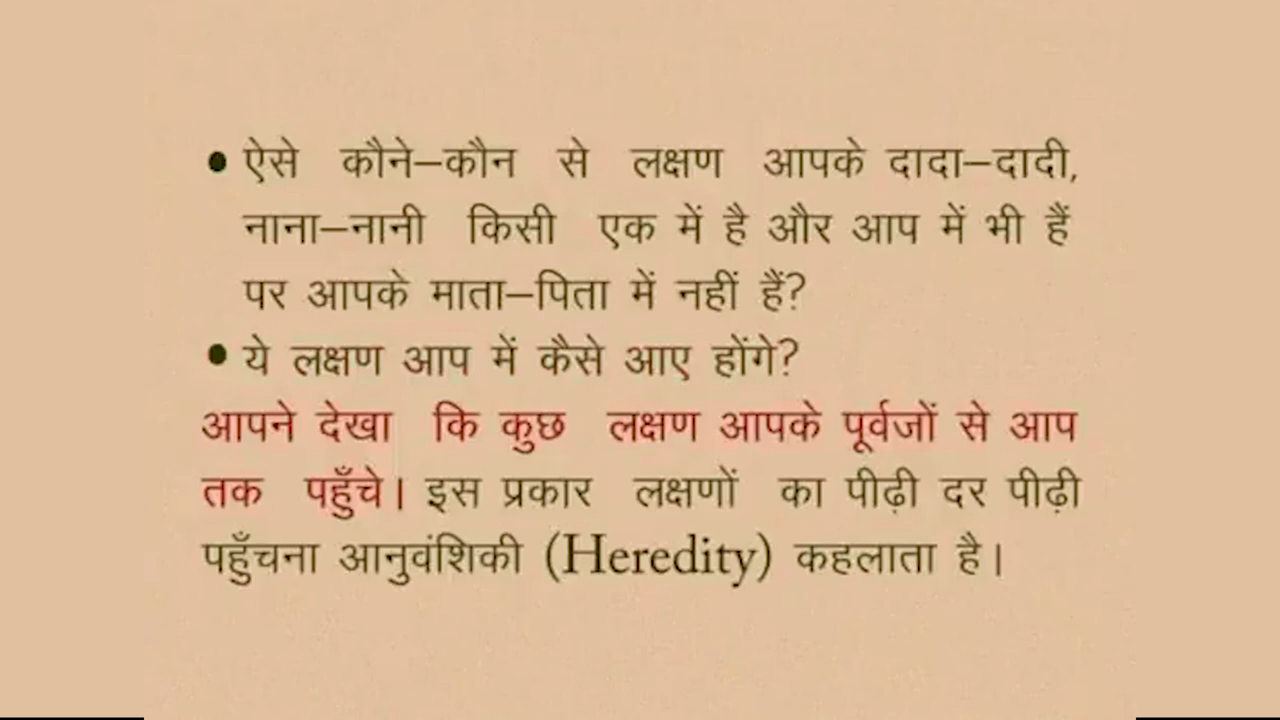 ● ऐसे कौने–कौन से लक्षण आपके दादा–दादी,
नाना–नानी किसी एक में है और आप में भी हैं
पर आपके माता–पिता में नहीं हैं?
● ये लक्षण आप में कैसे आए होंगे?
आपने देखा कि कुछ लक्षण आपके पूर्वजों से आप
तक पहुँचे। इस प्रकार लक्षणों का पीढ़ी दर पीढ़ी
पहुँचना आनुवंशिकी (Heredity) कहलाता है।